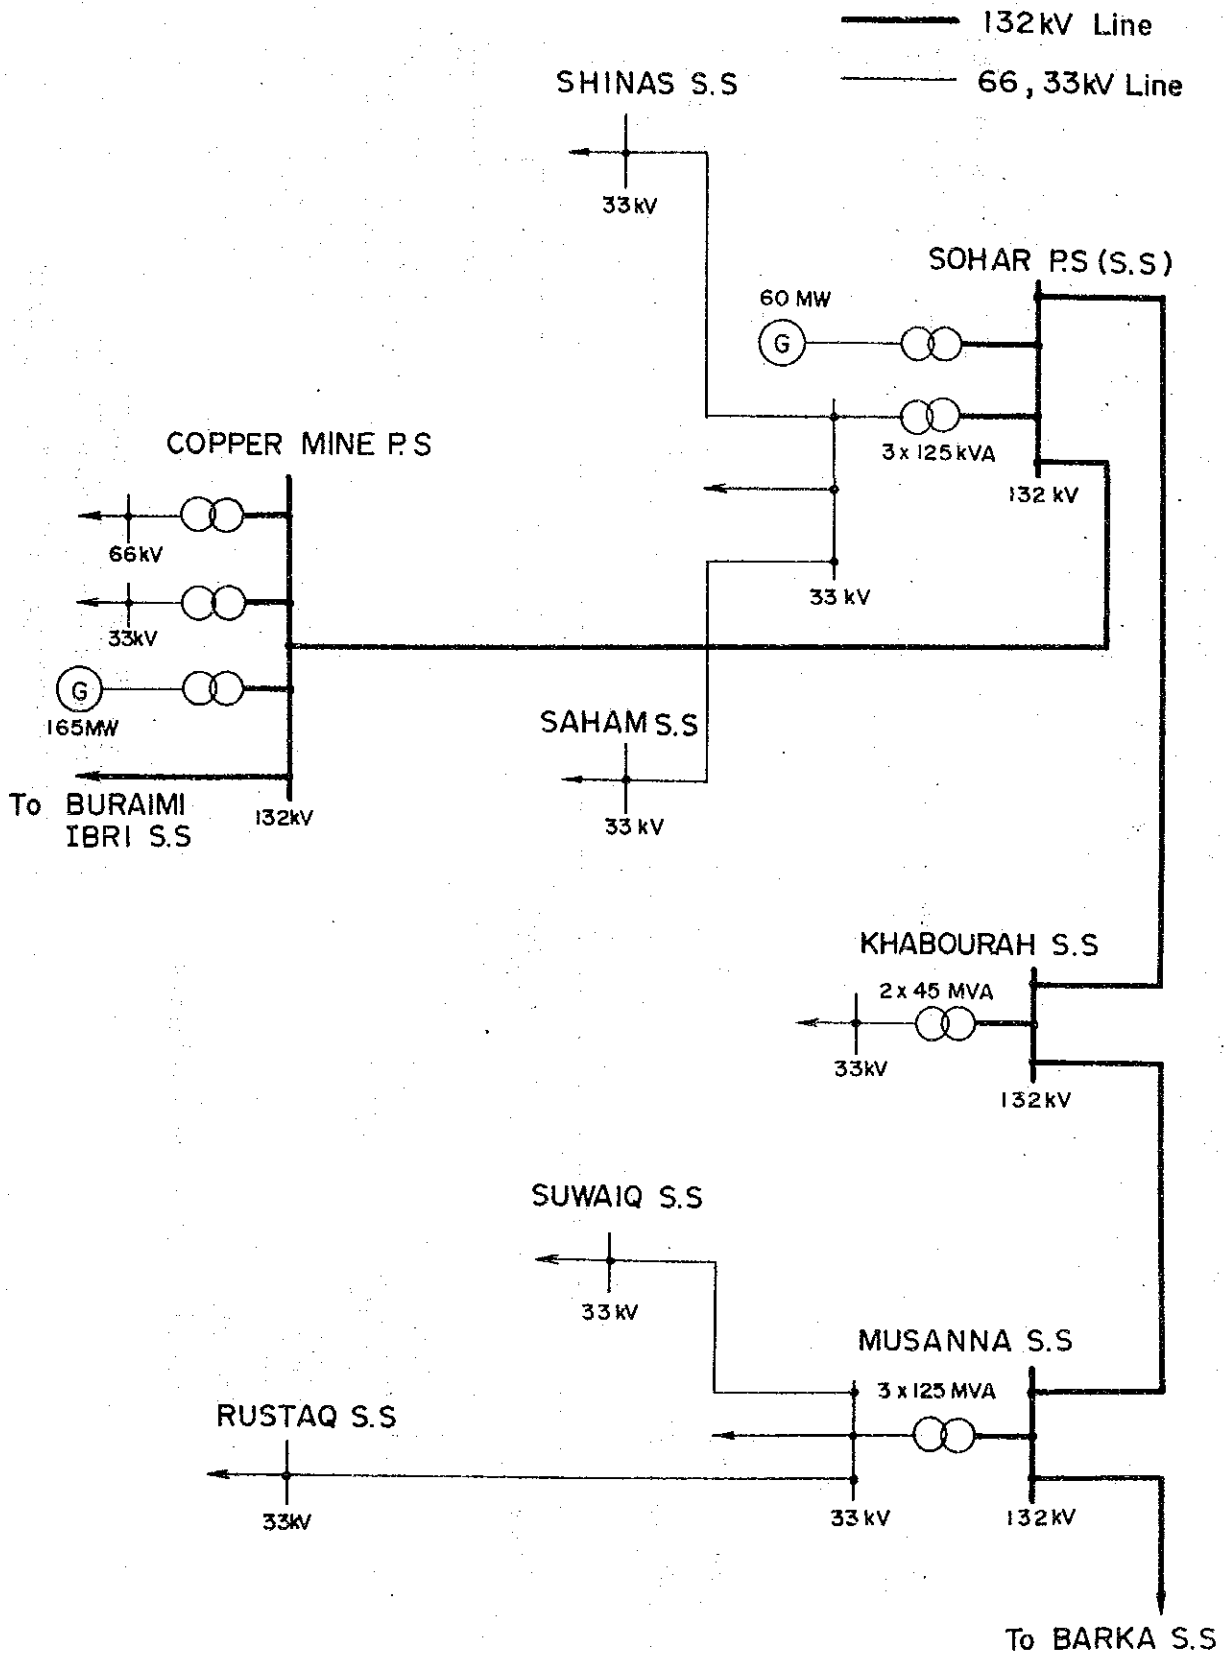 132kV Line
66, 33kV Line
SHINAS S.S
33kV
SOHAR P.S (S.S)
60 MW
G
3 x 125 kVA
132 kV
33 kV
COPPER MINE P.S
66kV
33kV
G
165MW
To BURAIMI
IBRI S.S
132kV
SAHAM S.S
33 kV
KHABOURAH S.S
2 x 45 MVA
33kV
132kV
SUWAIQ S.S
33kV
MUSANNA S.S
3 x 125 MVA
RUSTAQ S.S
33kV
33 kV
132kV
To BARKA S.S